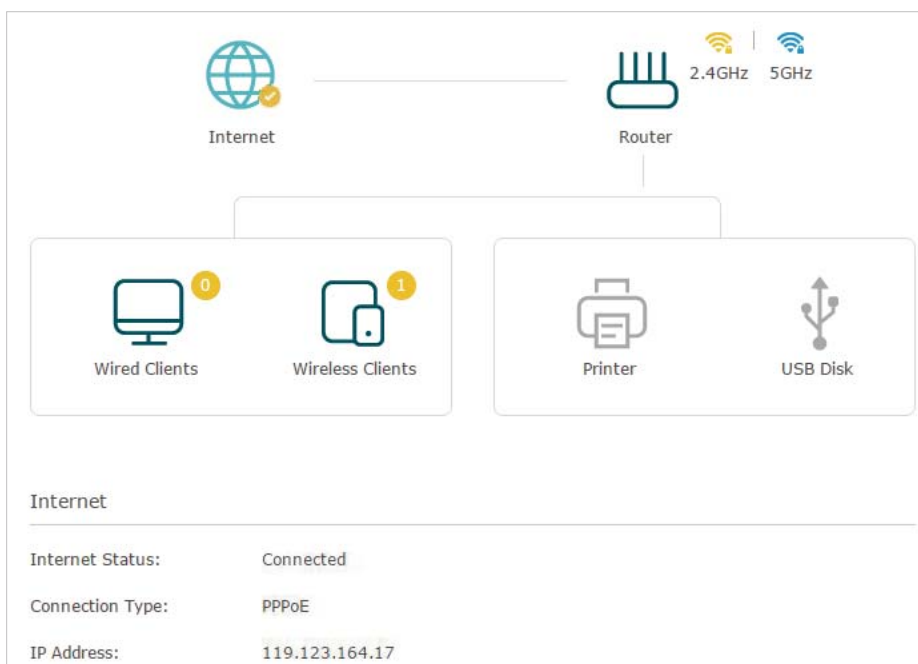 2.4GHz 5GHz
Internet Router
0 1
Wired Clients Wireless Clients Printer USB Disk
Internet
Internet Status: Connected
Connection Type: PPPoE
IP Address: 119.123.164.17